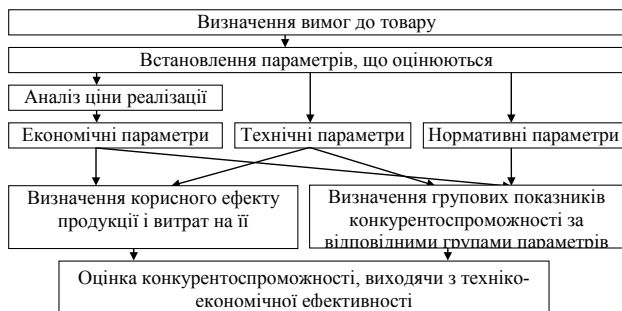 Визначення вимог до товару
Встановлення параметрів, що оцінюються
Аналіз ціни реалізації
Економічні параметри
Технічні параметри
Нормативні параметри
Визначення корисного ефекту
продукції і витрат на її
Визначення групових показників
конкурентоспроможності за
відповідними групами параметрів
Оцінка конкурентоспроможності, виходячи з техніко-
економічної ефективності